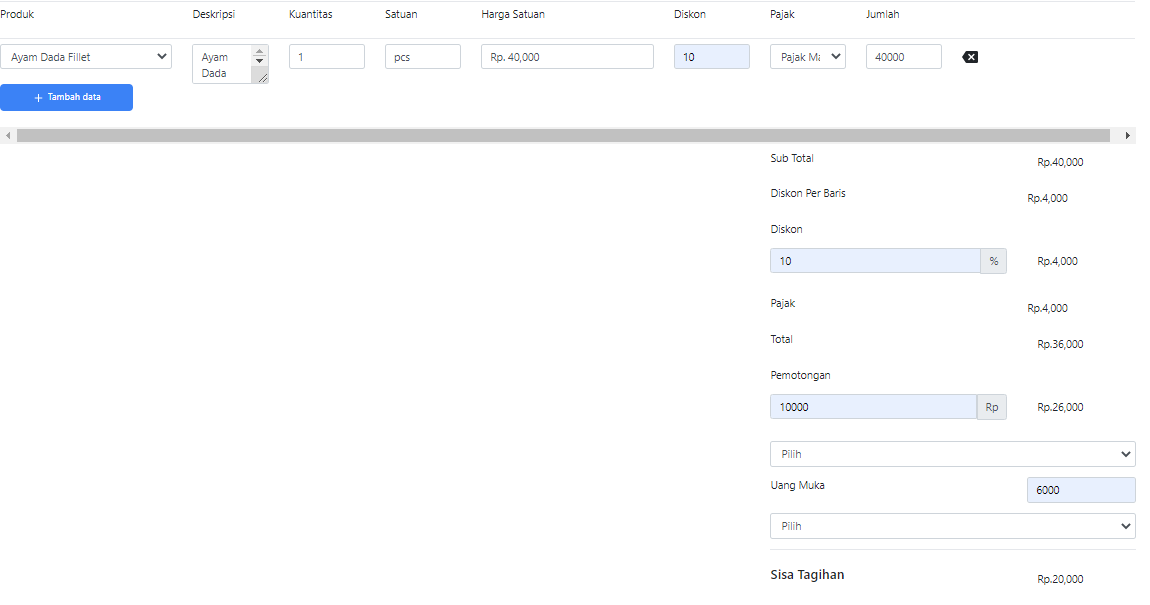 Produk Deskripsi Kuantitas Satuan Harga Satuan Diskon Pajak Jumlah
Ayam Dada Fillet Ayam 1 pcs Rp. 40,000 10 Pajak Ma 40000
Dada
+ Tambah data
Sub Total Rp.40,000
Diskon Per Baris Rp.4,000
Diskon
10 % Rp.4,000
Pajak Rp.4,000
Total Rp.36,000
Pemotongan
10000 Rp Rp.26,000
Pilih
Uang Muka 6000
Pilih
Sisa Tagihan Rp.20,000